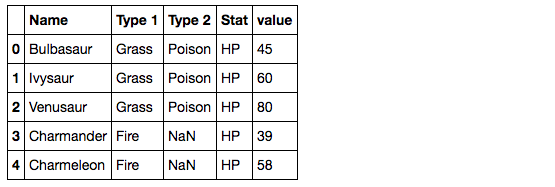 Name Type 1 Type 2 Stat value
0 Bulbasaur Grass Poison HP 45
1 Ivysaur Grass Poison HP 60
2 Venusaur Grass Poison HP 80
3 Charmander Fire NaN HP 39
4 Charmeleon Fire NaN HP 58